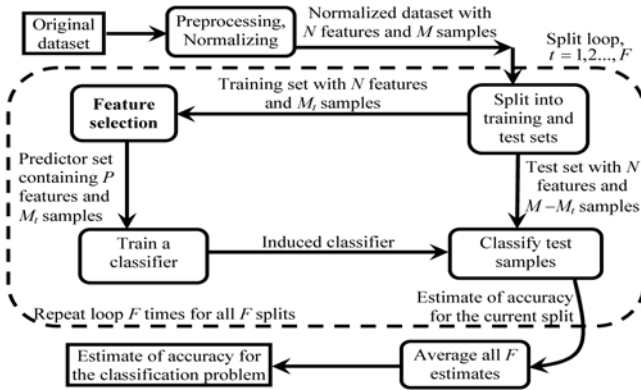 Original
dataset
Preprocessing,
Normalizing
Normalized dataset with
N features and M samples
Split loop,
t = 1,2...,F
Training set with N features
and Mt samples
Feature
selection
Split into
training and
test sets
Predictor set
containing P
features and
Mt samples
Test set with N
features and
M−Mt samples
Train a
classifier
Induced classifier
Classify test
samples
Repeat loop F times for all F splits
Estimate of accuracy
for the current split
Estimate of accuracy for
the classification problem
Average all F
estimates